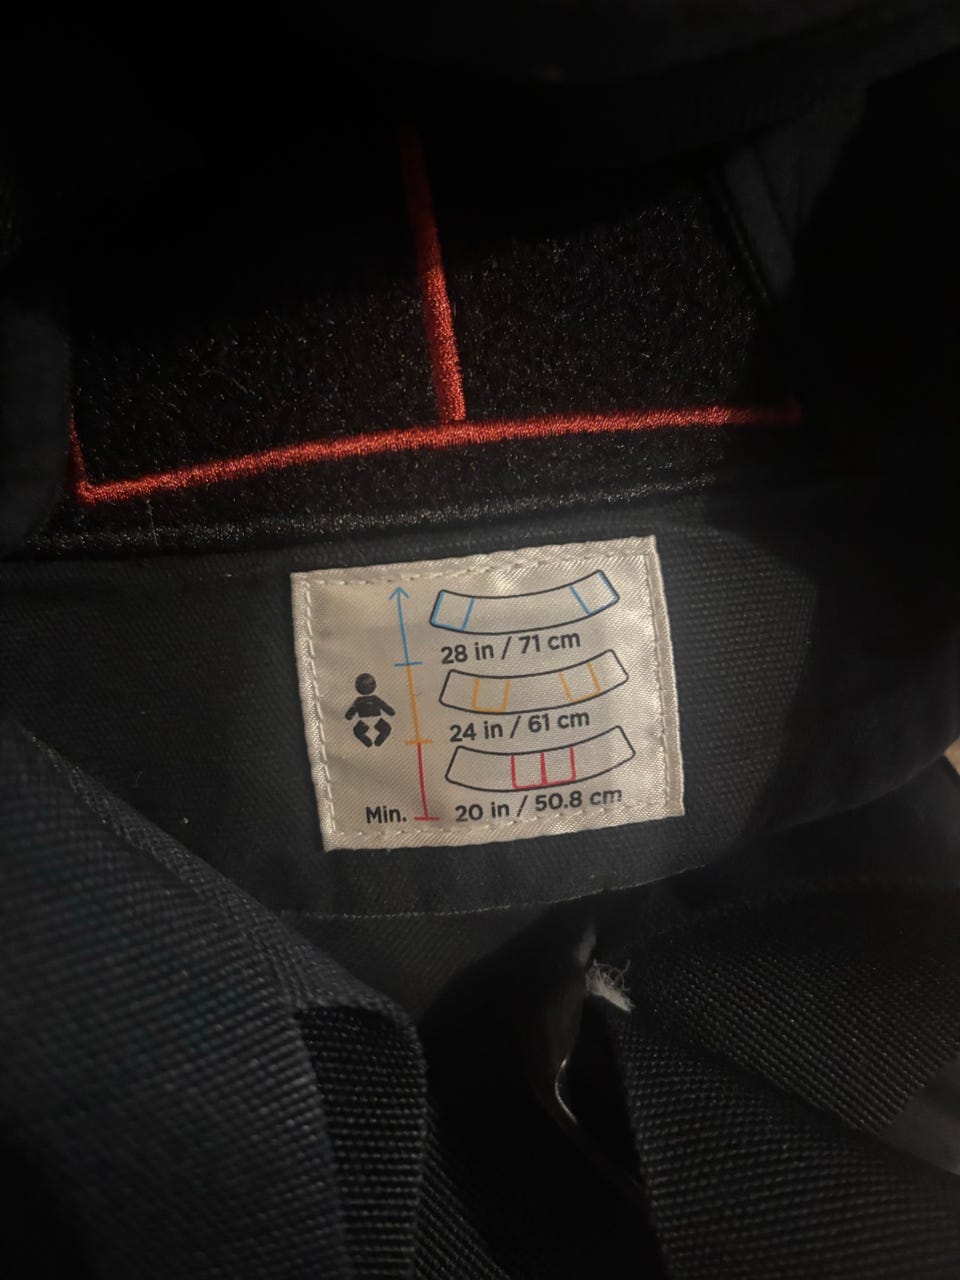 28 in / 71 cm
24 in / 61 cm
Min. 20 in / 50.8 cm